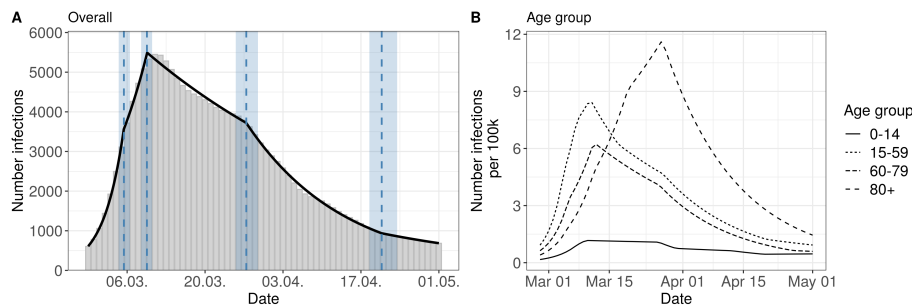 A
Overall
Number infections
6000
5000
4000
3000
2000
1000
0
06.03.
20.03.
03.04.
17.04.
01.05.
Date
B
Age group
Number infections
per 100k
12
9
6
3
0
Mar 01
Mar 15
Apr 01
Apr 15
May 01
Date
Age group
0-14
15-59
60-79
80+